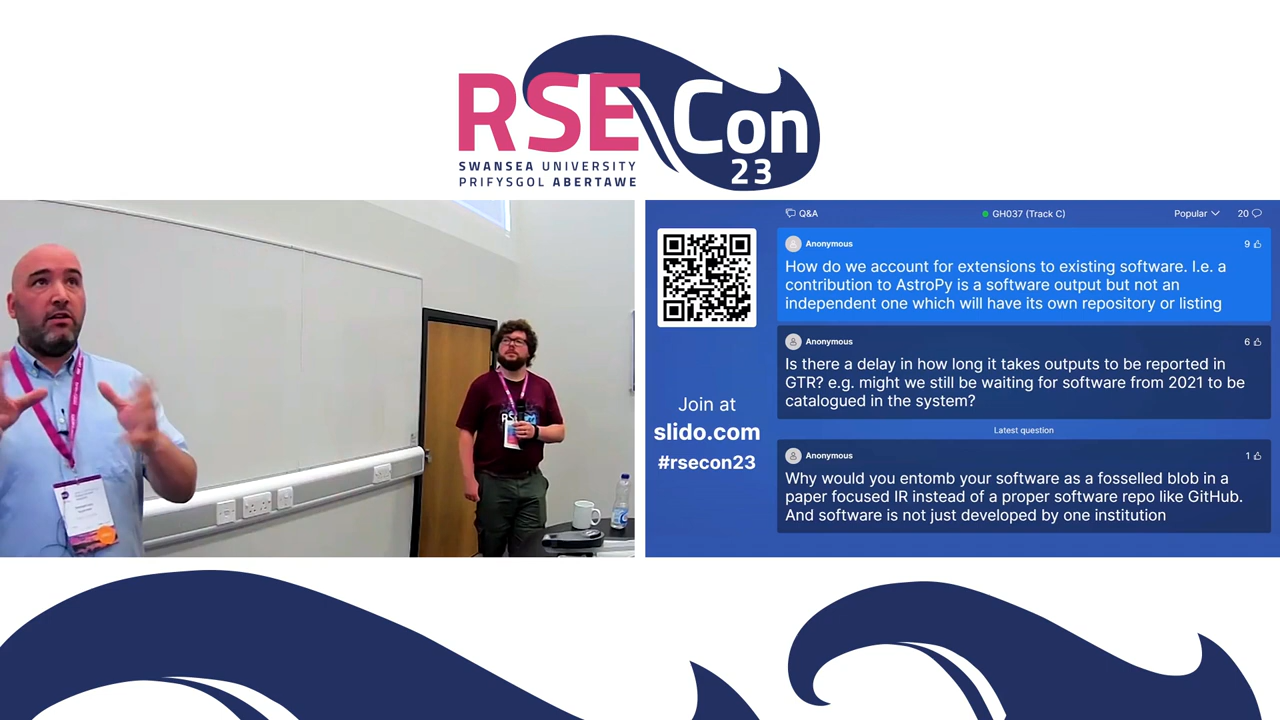 RSE Con
23
SWANSEA UNIVERSITY
PRIFYSGOL ABERTAWE
Q&A
GH037 (Track C)
Popular
20
Join at
slido.com
#rsecon23
Anonymous
9
How do we account for extensions to existing software. I.e. a
contribution to AstroPy is a software output but not an
independent one which will have its own repository or listing
Anonymous
6
Is there a delay in how long it takes outputs to be reported in
GTR? e.g. might we still be waiting for software from 2021 to be
catalogued in the system?
Latest question
Anonymous
1
Why would you entomb your software as a fosselled blob in a
paper focused IR instead of a proper software repo like GitHub.
And software is not just developed by one institution